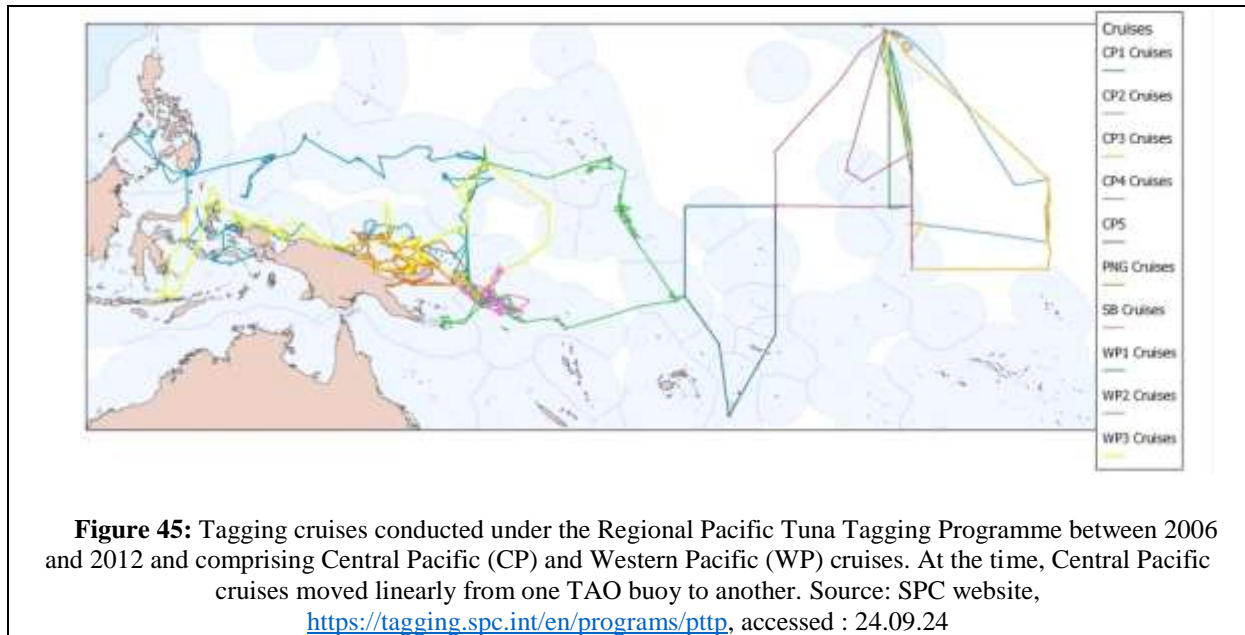 Cruises
CP1 Cruises
CP2 Cruises
CP3 Cruises
CP4 Cruises
CP5
PNG Cruises
SB Cruises
WP1 Cruises
WP2 Cruises
WP3 Cruises
Figure 45: Tagging cruises conducted under the Regional Pacific Tuna Tagging Programme between 2006
and 2012 and comprising Central Pacific (CP) and Western Pacific (WP) cruises. At the time, Central Pacific
cruises moved linearly from one TAO buoy to another. Source: SPC website,
https://tagging.spc.int/en/programs/pttp, accessed : 24.09.24